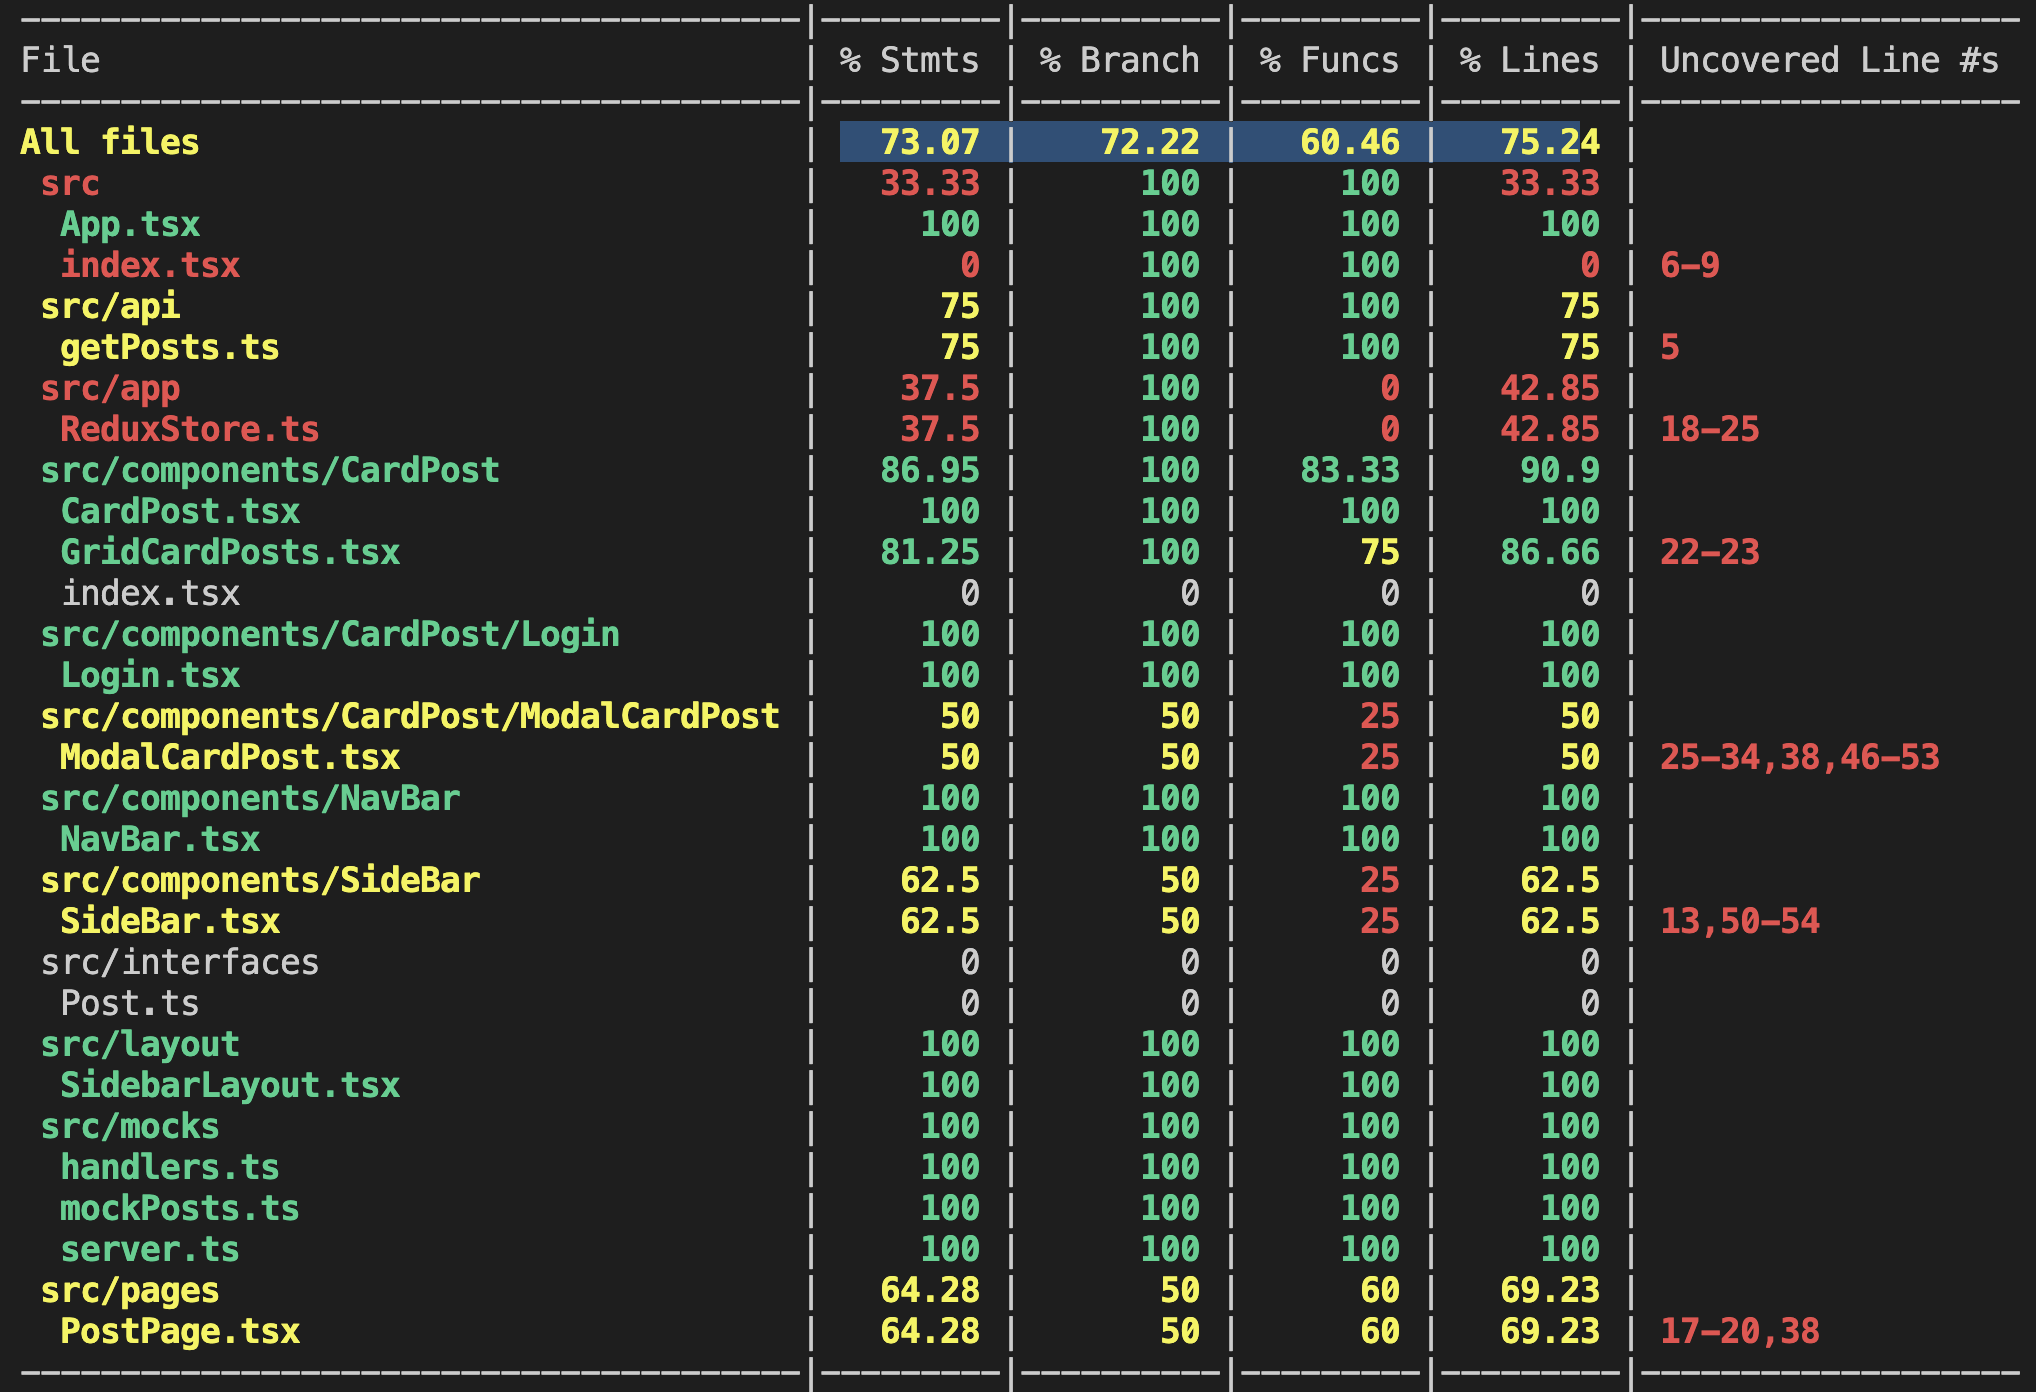 File | % Stmts | % Branch | % Funcs | % Lines | Uncovered Line #s
All files | 73.07 | 72.22 | 60.46 | 75.24 |
src | 33.33 | 100 | 100 | 33.33 |
App.tsx | 100 | 100 | 100 | 100 |
index.tsx | 0 | 100 | 100 | 0 | 6-9
src/api | 75 | 100 | 100 | 75 |
getPosts.ts | 75 | 100 | 100 | 75 | 5
src/app | 37.5 | 100 | 0 | 42.85 |
ReduxStore.ts | 37.5 | 100 | 0 | 42.85 | 18-25
src/components/CardPost | 86.95 | 100 | 83.33 | 90.9 |
CardPost.tsx | 100 | 100 | 100 | 100 |
GridCardPosts.tsx | 81.25 | 100 | 75 | 86.66 | 22-23
index.tsx | 0 | 0 | 0 | 0 |
src/components/CardPost/Login | 100 | 100 | 100 | 100 |
Login.tsx | 100 | 100 | 100 | 100 |
src/components/CardPost/ModalCardPost | 50 | 50 | 25 | 50 |
ModalCardPost.tsx | 50 | 50 | 25 | 50 | 25-34,38,46-53
src/components/NavBar | 100 | 100 | 100 | 100 |
NavBar.tsx | 100 | 100 | 100 | 100 |
src/components/SideBar | 62.5 | 50 | 25 | 62.5 |
SideBar.tsx | 62.5 | 50 | 25 | 62.5 | 13,50-54
src/interfaces | 0 | 0 | 0 | 0 |
Post.ts | 0 | 0 | 0 | 0 |
src/layout | 100 | 100 | 100 | 100 |
SidebarLayout.tsx | 100 | 100 | 100 | 100 |
src/mocks | 100 | 100 | 100 | 100 |
handlers.ts | 100 | 100 | 100 | 100 |
mockPosts.ts | 100 | 100 | 100 | 100 |
server.ts | 100 | 100 | 100 | 100 |
src/pages | 64.28 | 50 | 60 | 69.23 |
PostPage.tsx | 64.28 | 50 | 60 | 69.23 | 17-20,38